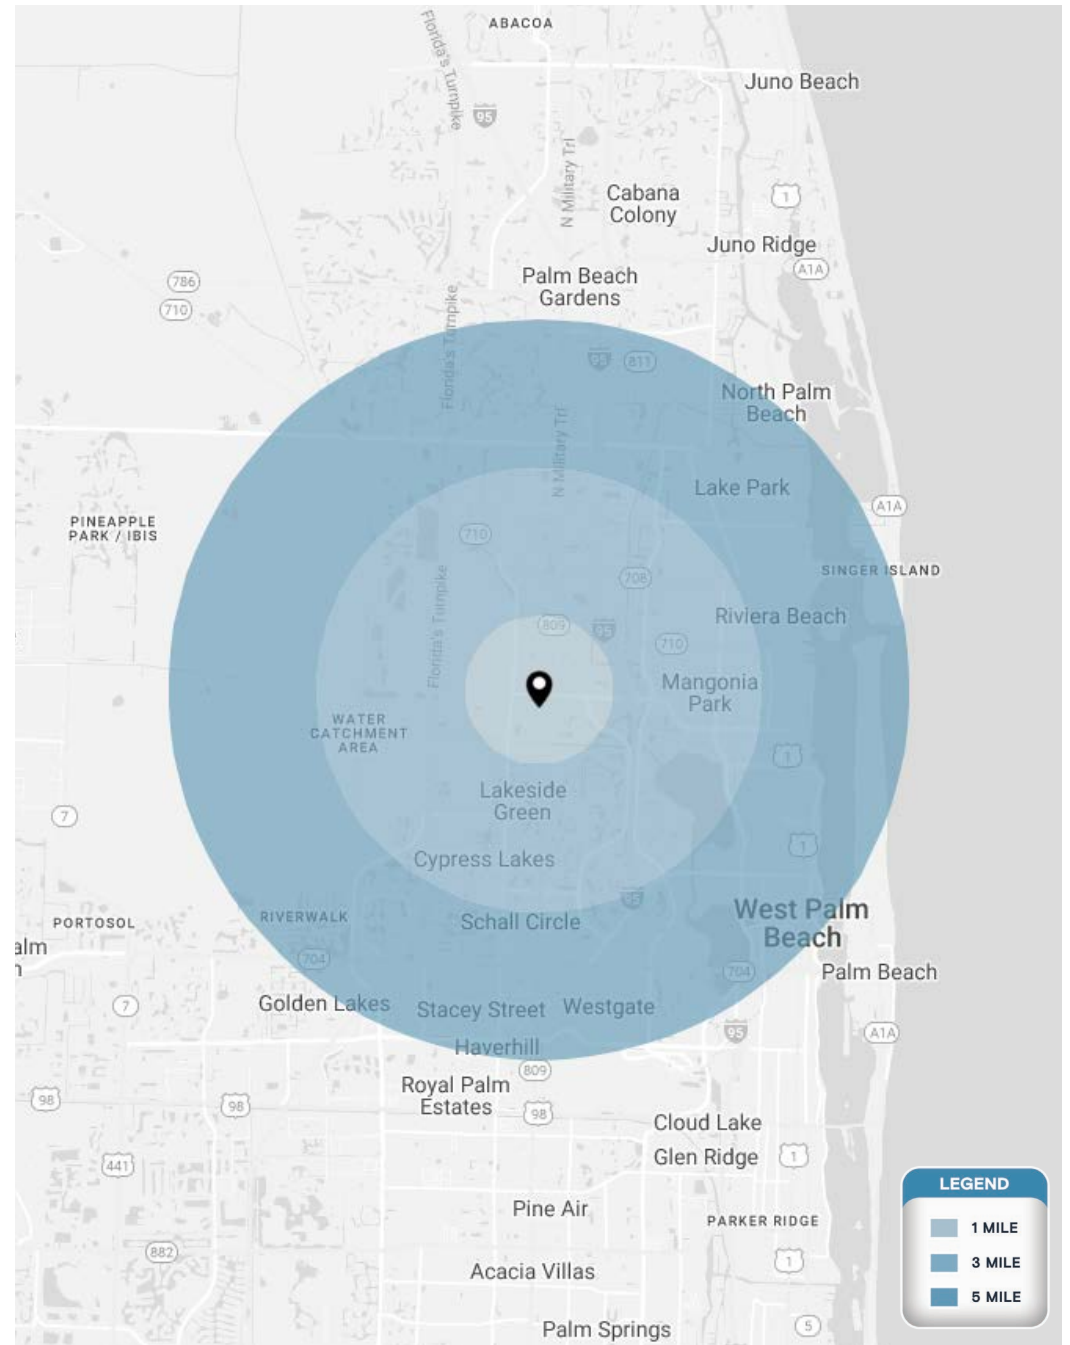 ABACOA
Florida's Turnpike
95
Juno Beach
N Military Trl
Cabana
Colony
1
Juno Ridge
A1A
786
710
Palm Beach
Gardens
Florida's Turnpike
95
811
North Palm
Beach
N Military Trl
Lake Park
A1A
PINEAPPLE
PARK / IBIS
710
SINGER ISLAND
708
Florida's Turnpike
809
95
Riviera Beach
710
Mangonia
Park
WATER
CATCHMENT
AREA
1
Lakeside
Green
7
1
Cypress Lakes
95
West Palm
Beach
RIVERWALK
PORTOSOL
Schall Circle
alm
704
704
Palm Beach
7
Golden Lakes
Stacey Street
Westgate
95
A1A
Haverhill
809
Royal Palm
Estates
98
98
98
Cloud Lake
Glen Ridge
1
441
LEGEND
1 MILE
3 MILE
5 MILE
Pine Air
PARKER RIDGE
882
1
Acacia Villas
Palm Springs
5